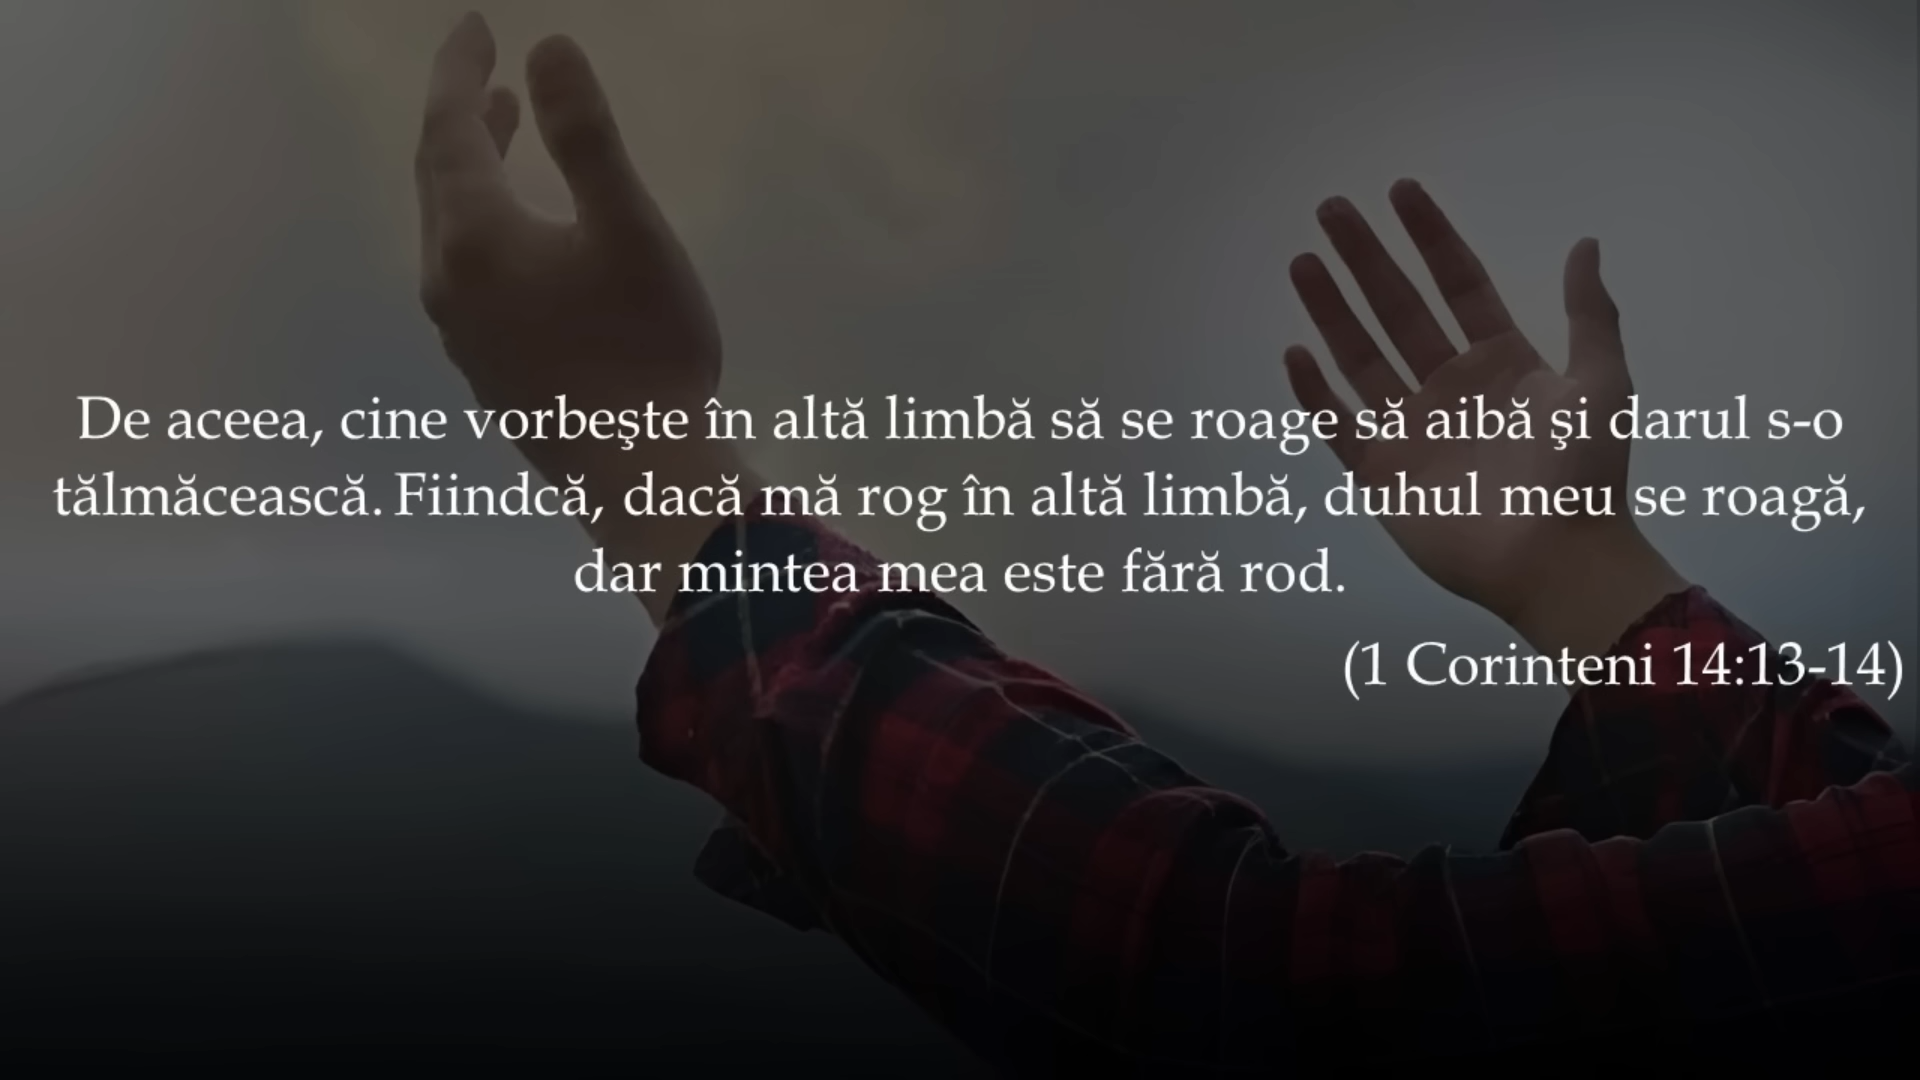 De aceea, cine vorbeşte în altă limbă să se roage să aibă şi darul s-o
tălmăcească. Fiindcă, dacă mă rog în altă limbă, duhul meu se roagă,
dar mintea mea este fără rod.
(1 Corinteni 14:13-14)